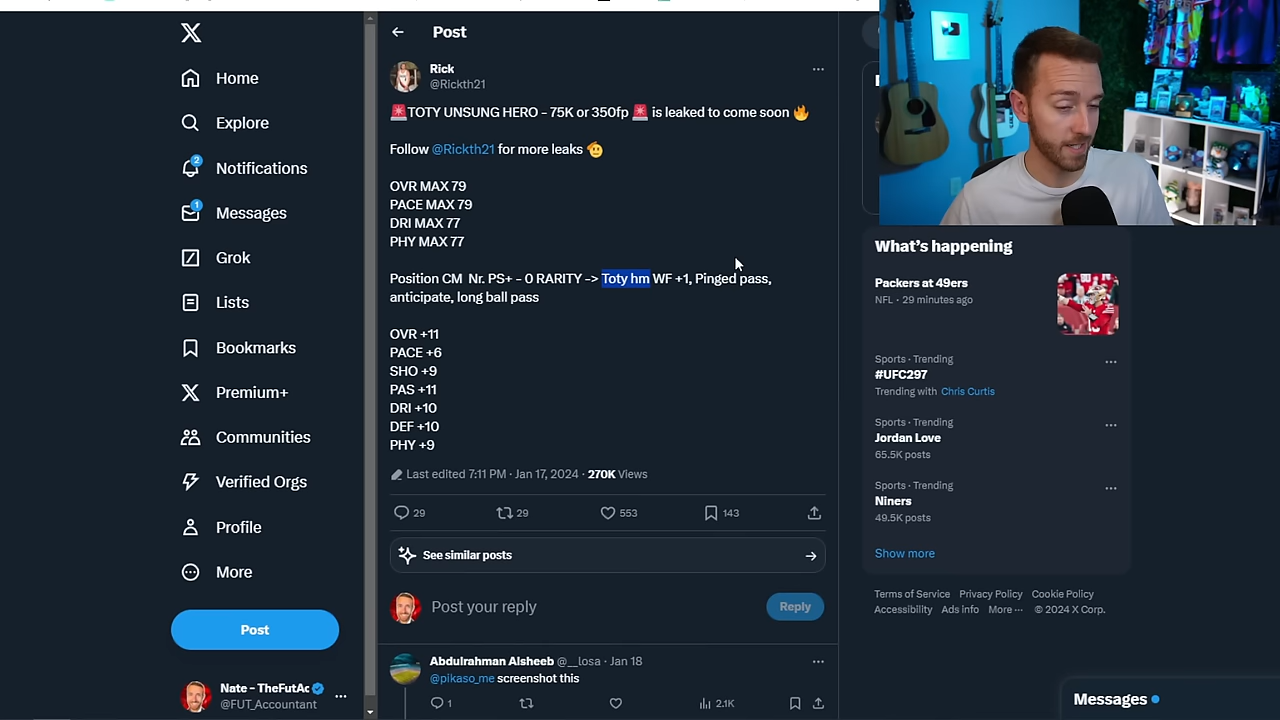 Home
Explore
2
Notifications
1
Messages
Grok
Lists
Bookmarks
Premium+
Communities
Verified Orgs
Profile
More
Post
Nate - TheFutAc
@FUT_Accountant
Post
Rick
@Rickth21
🚨TOTY UNSUNG HERO - 75K or 350fp 🚨 is leaked to come soon 🔥
Follow @Rickth21 for more leaks 🫡
OVR MAX 79
PACE MAX 79
DRI MAX 77
PHY MAX 77
Position CM Nr. PS+ - 0 RARITY -> Toty hm WF +1, Pinged pass,
anticipate, long ball pass
OVR +11
PACE +6
SHO +9
PAS +11
DRI +10
DEF +10
PHY +9
Last edited 7:11 PM · Jan 17, 2024 · 270K Views
29 29 553 143
See similar posts
Post your reply
Reply
Abdulrahman Alsheeb @__losa · Jan 18
@pikaso_me screenshot this
1 2.1K
What's happening
Packers at 49ers
NFL · 29 minutes ago
Sports · Trending
#UFC297
Trending with Chris Curtis
Sports · Trending
Jordan Love
65.5K posts
Sports · Trending
Niners
49.5K posts
Show more
Terms of Service Privacy Policy Cookie Policy
Accessibility Ads info More ··· © 2024 X Corp.
Messages